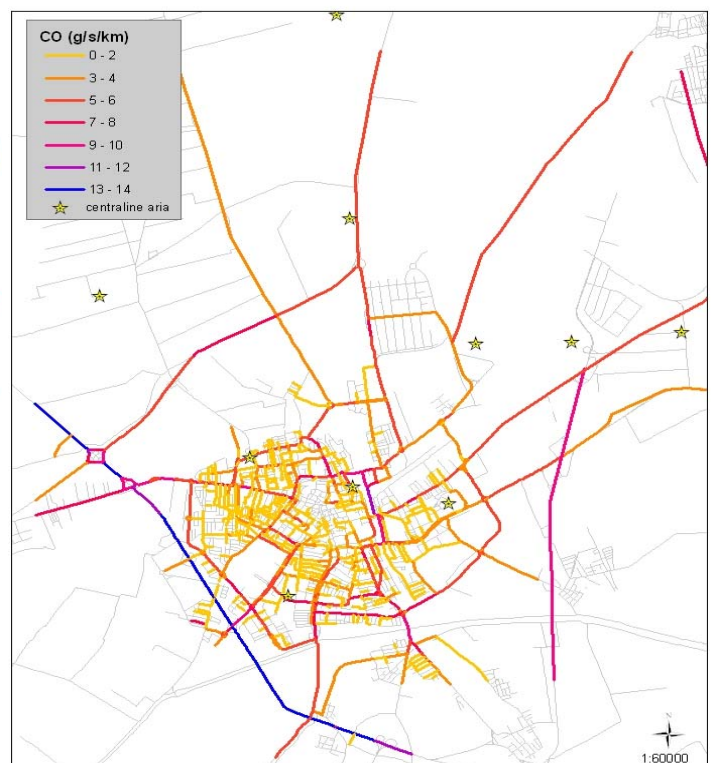 CO (g/s/km)
0 - 2
3 - 4
5 - 6
7 - 8
9 - 10
11 - 12
13 - 14
centraline aria
1:60000